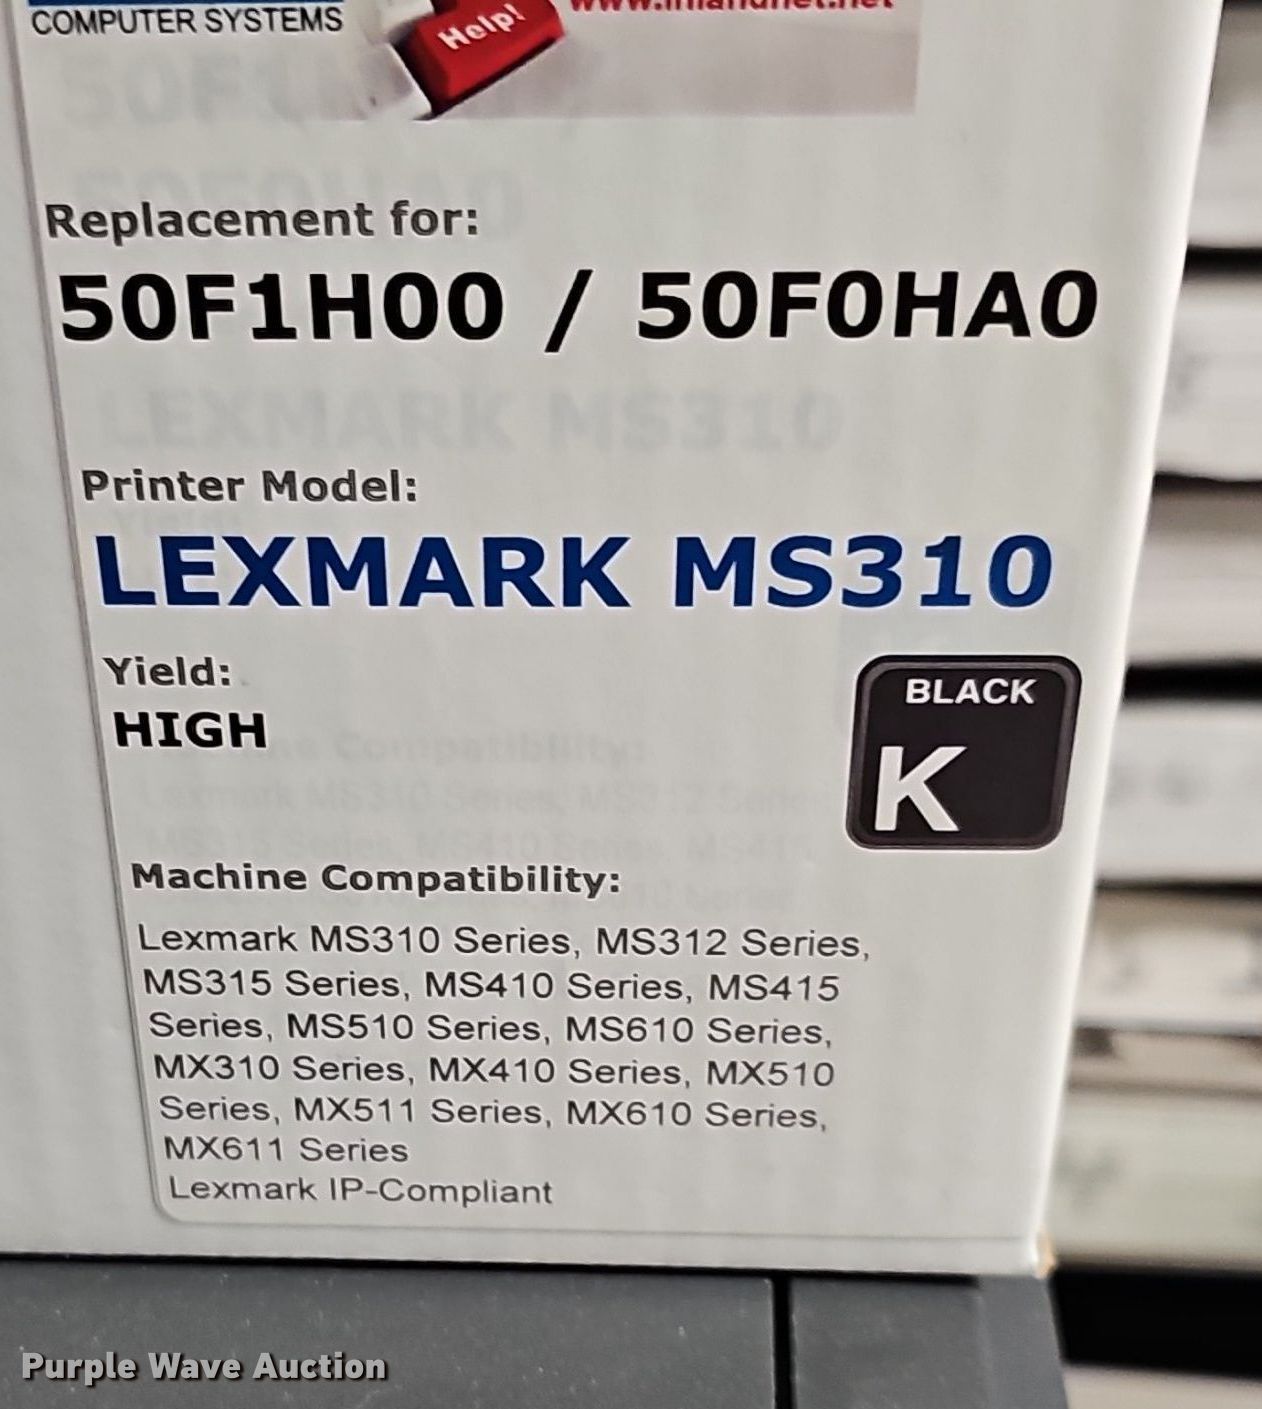 COMPUTER SYSTEMS
Help!
Replacement for:
50F1H00 / 50F0HA0
Printer Model:
LEXMARK MS310
Yield:
HIGH
BLACK
K
Machine Compatibility:
Lexmark MS310 Series, MS312 Series,
MS315 Series, MS410 Series, MS415
Series, MS510 Series, MS610 Series,
MX310 Series, MX410 Series, MX510
Series, MX511 Series, MX610 Series,
MX611 Series
Lexmark IP-Compliant
Purple Wave Auction